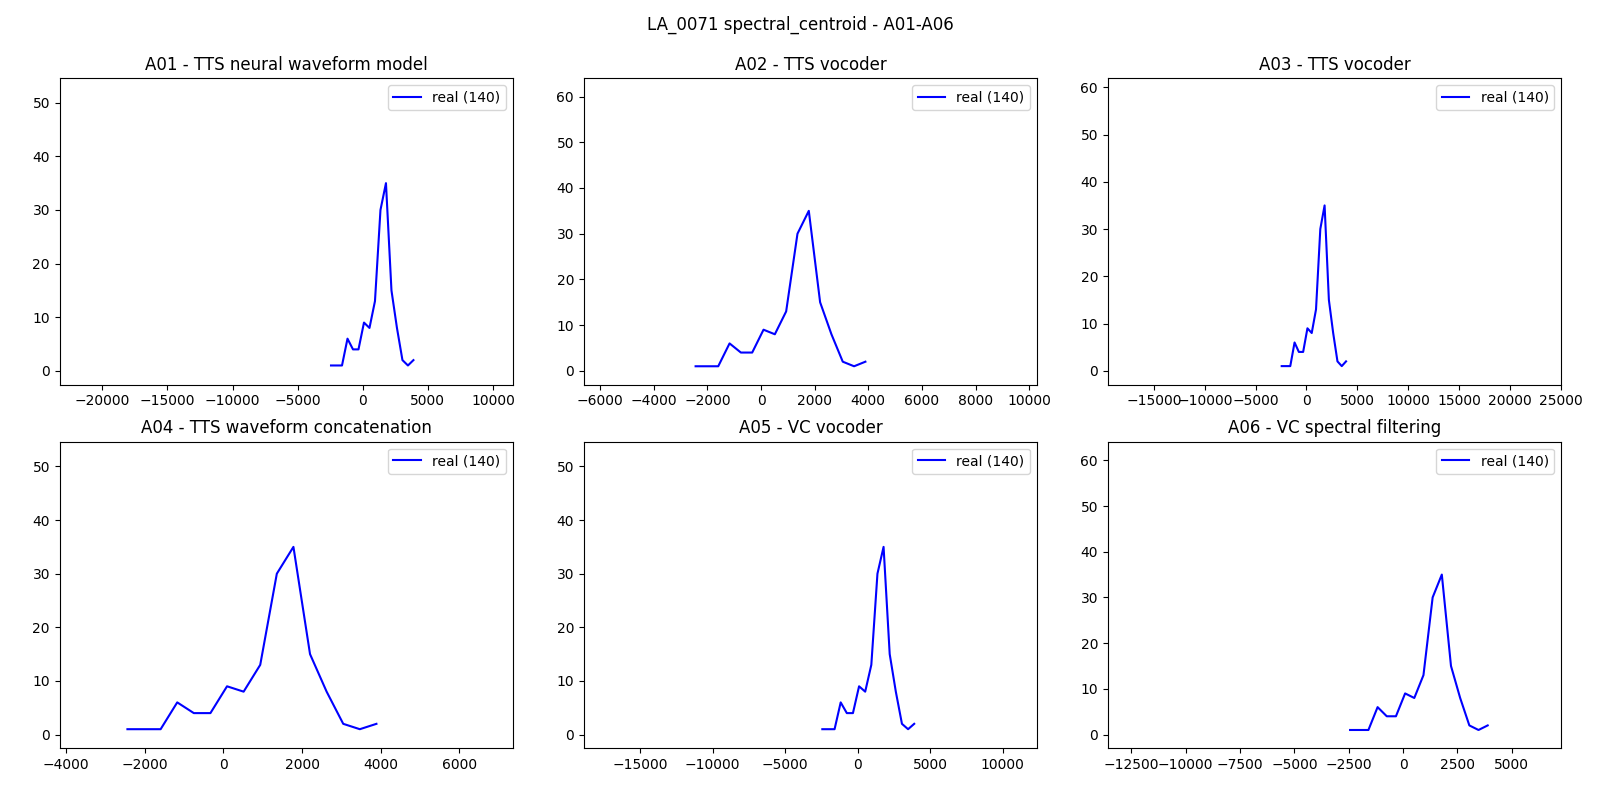 LA_0071 spectral_centroid - A01-A06
A01 - TTS neural waveform model
real (140)
50
40
30
20
10
0
−20000 −15000 −10000 −5000 0 5000 10000
A02 - TTS vocoder
real (140)
60
50
40
30
20
10
0
−6000 −4000 −2000 0 2000 4000 6000 8000 10000
A03 - TTS vocoder
real (140)
60
50
40
30
20
10
0
−15000 −10000 −5000 0 5000 10000 15000 20000 25000
A04 - TTS waveform concatenation
real (140)
50
40
30
20
10
0
−4000 −2000 0 2000 4000 6000
A05 - VC vocoder
real (140)
50
40
30
20
10
0
−15000 −10000 −5000 0 5000 10000
A06 - VC spectral filtering
real (140)
60
50
40
30
20
10
0
−12500 −10000 −7500 −5000 −2500 0 2500 5000